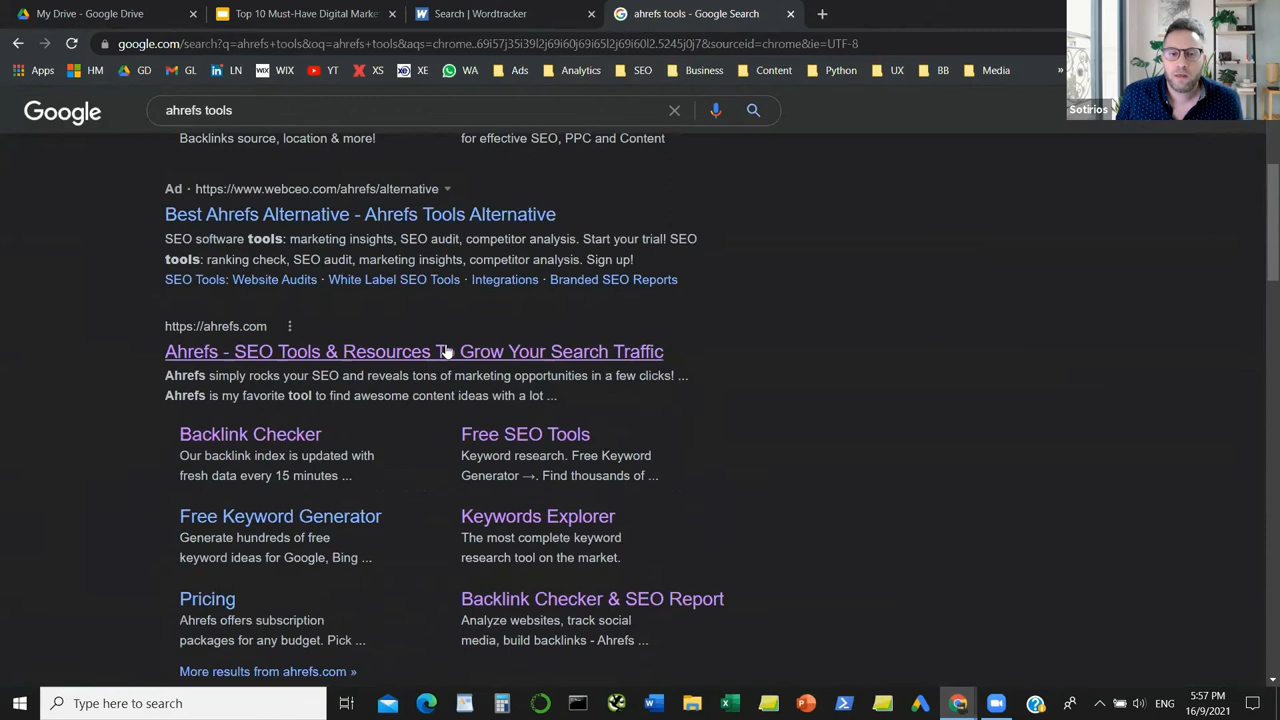 My Drive - Google Drive
Top 10 Must-Have Digital Marke
Search | Wordtracker
ahrefs tools - Google Search
google.com/search?q=ahrefs+tools&oq=ahrefs+tools&aqs=chrome..69i57j35i39l2j69i60j69i65l2j69i60l2.5245j0j7&sourceid=chrome&ie=UTF-8
Apps
HM
GD
GL
LN
WIX
YT
XS
XE
WA
Ads
Analytics
SEO
Business
Content
Python
UX
BB
Media
»
Sotirios
Google
ahrefs tools
Backlinks source, location & more!
for effective SEO, PPC and Content
Ad · https://www.webceo.com/ahrefs/alternative
Best Ahrefs Alternative - Ahrefs Tools Alternative
SEO software tools: marketing insights, SEO audit, competitor analysis. Start your trial! SEO
tools: ranking check, SEO audit, marketing insights, competitor analysis. Sign up!
SEO Tools: Website Audits · White Label SEO Tools · Integrations · Branded SEO Reports
https://ahrefs.com
Ahrefs - SEO Tools & Resources To Grow Your Search Traffic
Ahrefs simply rocks your SEO and reveals tons of marketing opportunities in a few clicks! ...
Ahrefs is my favorite tool to find awesome content ideas with a lot ...
Backlink Checker
Our backlink index is updated with
fresh data every 15 minutes ...
Free SEO Tools
Keyword research. Free Keyword
Generator →. Find thousands of ...
Free Keyword Generator
Generate hundreds of free
keyword ideas for Google, Bing ...
Keywords Explorer
The most complete keyword
research tool on the market.
Pricing
Ahrefs offers subscription
packages for any budget. Pick ...
Backlink Checker & SEO Report
Analyze websites, track social
media, build backlinks - Ahrefs ...
More results from ahrefs.com »
Type here to search
ENG
5:57 PM
16/9/2021